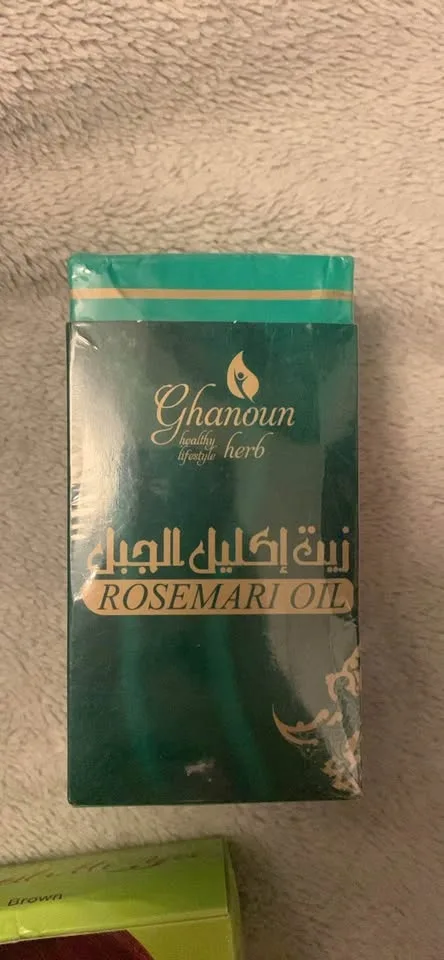 Ghanoun
healthy
lifestyle
herb
زيت إكليل الجبل
ROSEMARI OIL
Brown